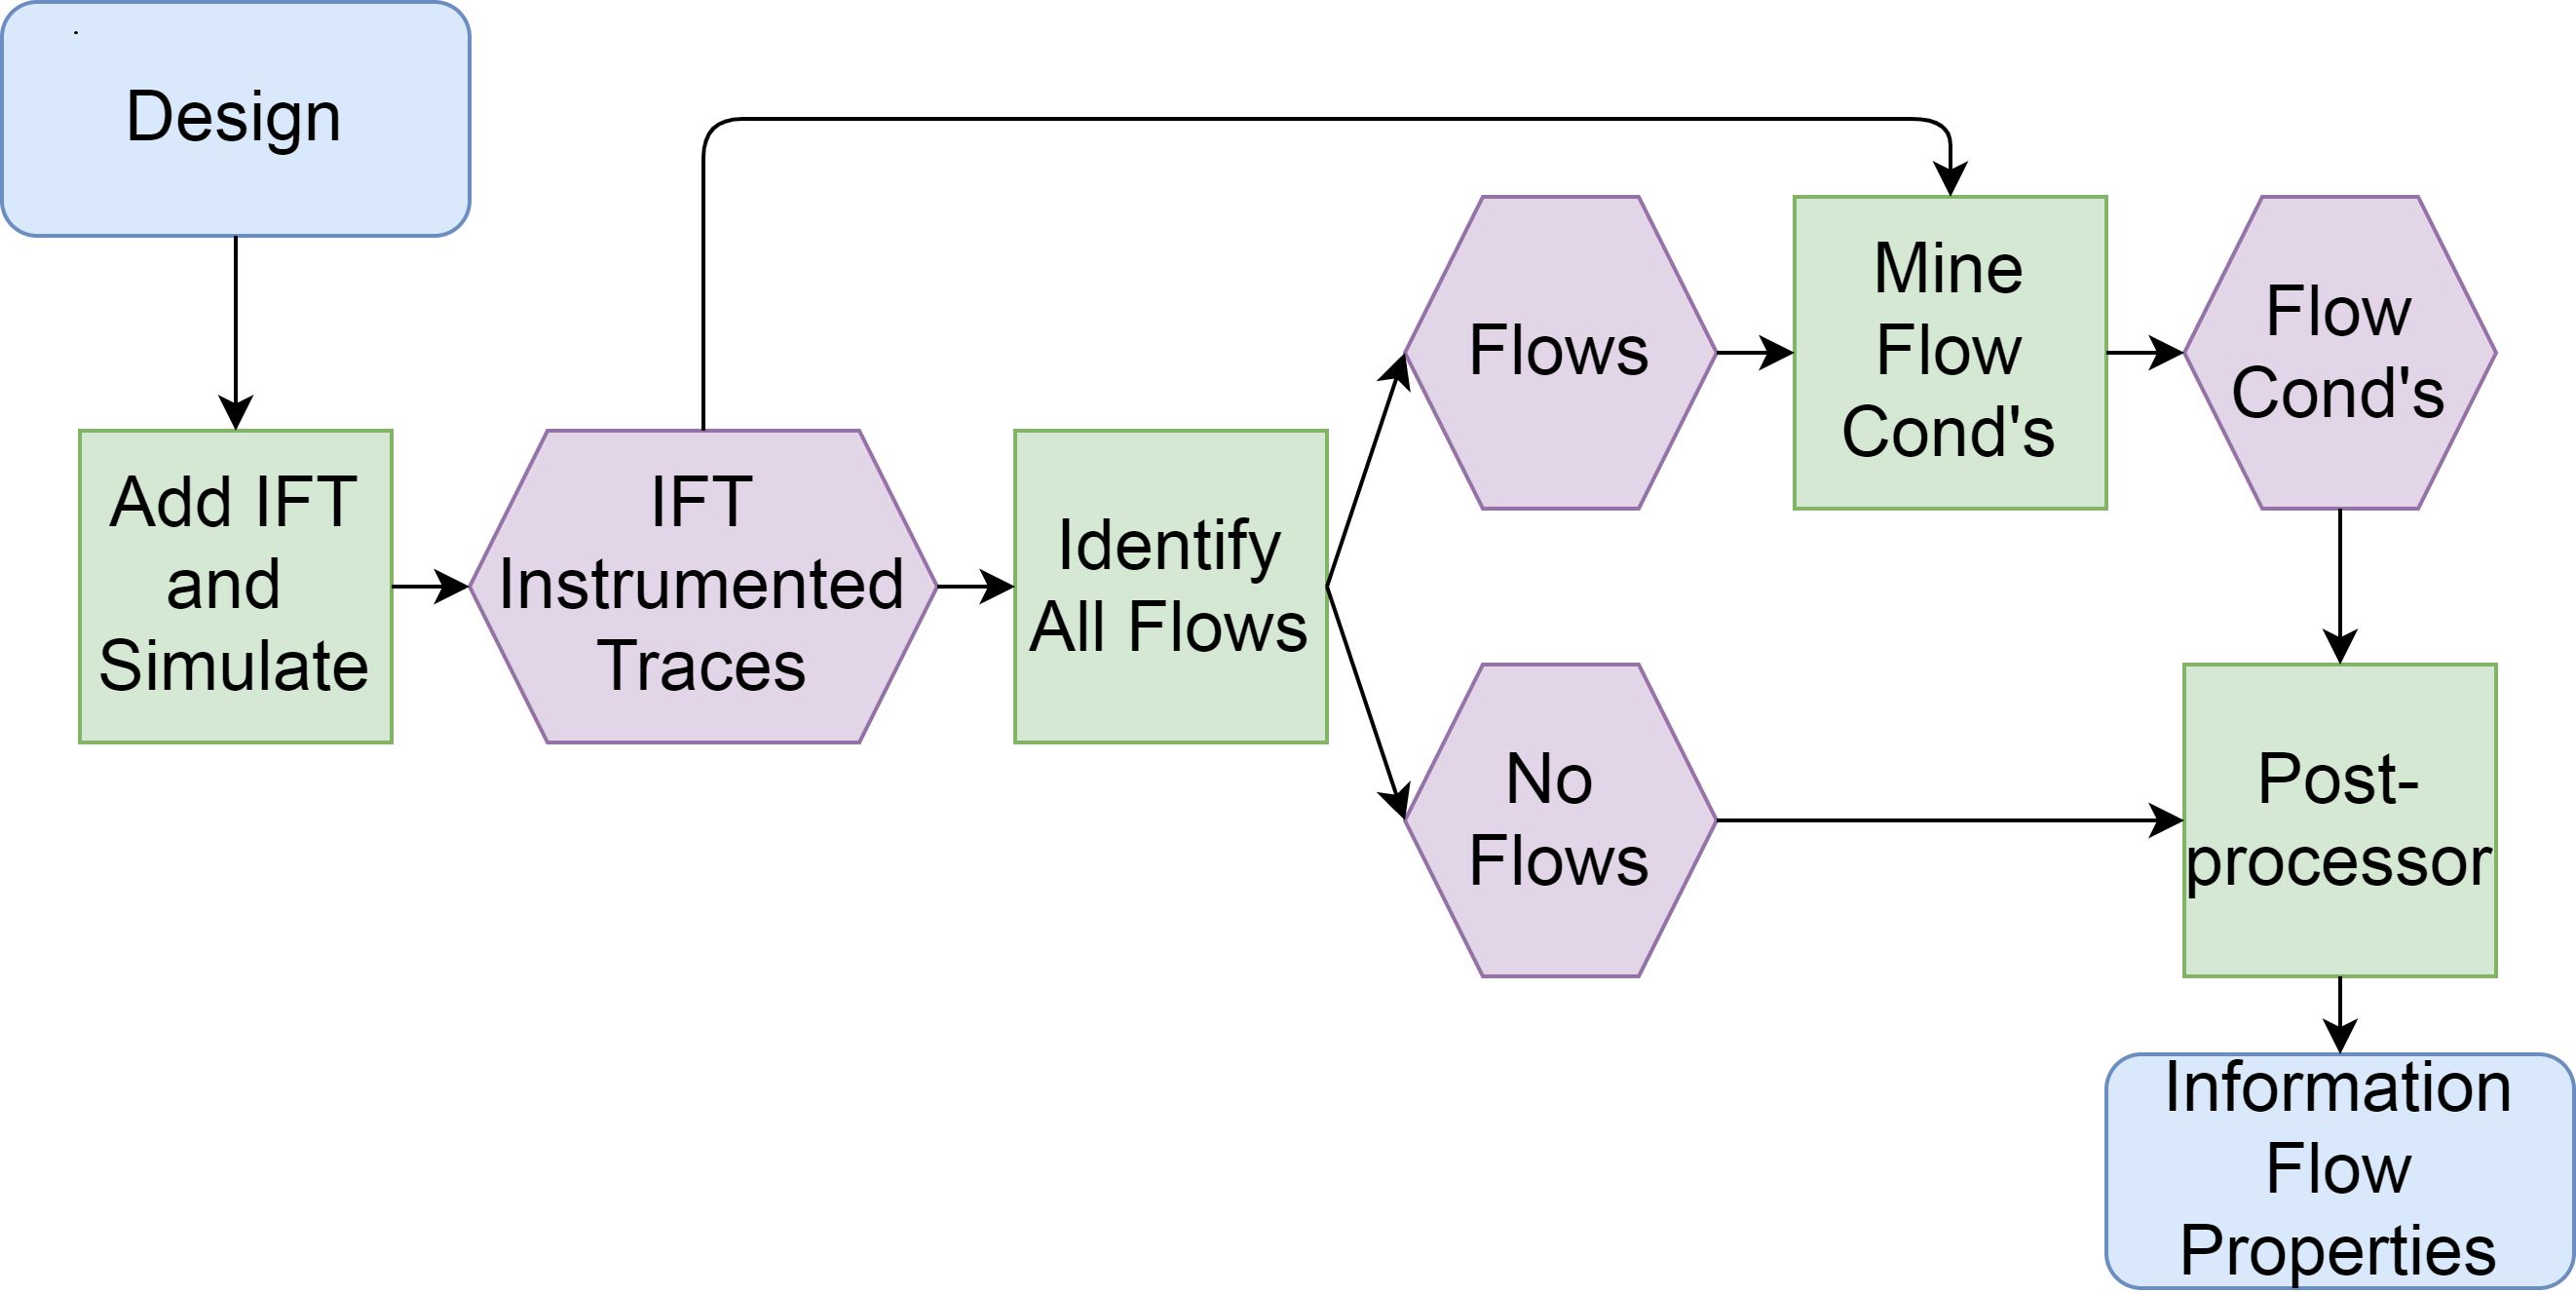 Design
Add IFT
and
Simulate
IFT
Instrumented
Traces
Identify
All Flows
Flows
No
Flows
Mine
Flow
Cond's
Flow
Cond's
Post-
processor
Information
Flow
Properties